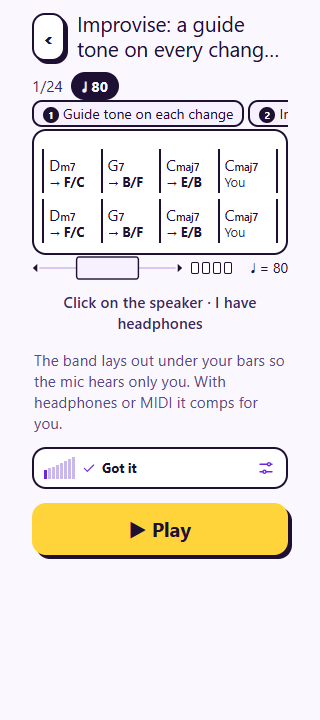 Improvise: a guide
tone on every chang…
1/24 ♩ 80
1 Guide tone on each change 2
Dm7 G7 Cmaj7 Cmaj7
→ F/C → B/F → E/B You
Dm7 G7 Cmaj7 Cmaj7
→ F/C → B/F → E/B You
♩ = 80
Click on the speaker · I have
headphones
The band lays out under your bars so
the mic hears only you. With
headphones or MIDI it comps for
you.
Got it
▶ Play